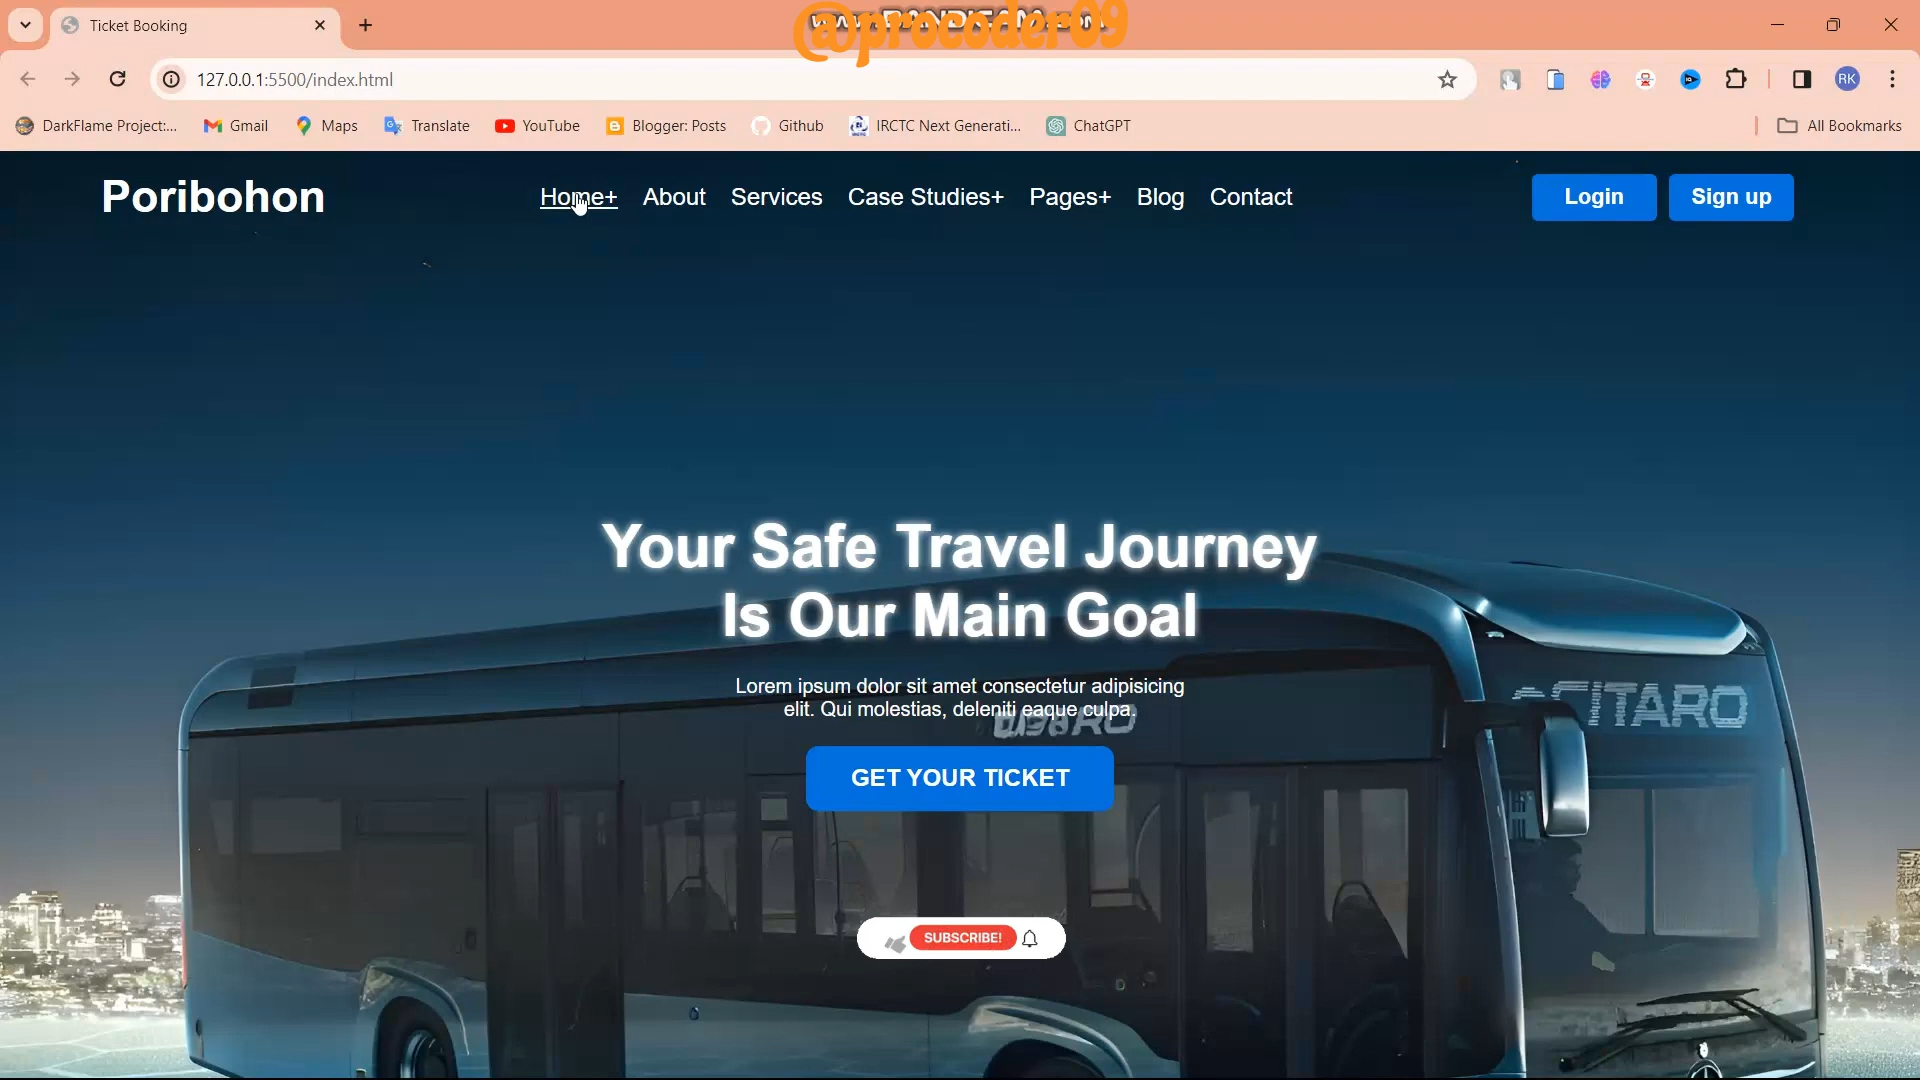 Ticket Booking
@procoder09
127.0.0.1:5500/index.html
RK
DarkFlame Project:...
Gmail
Maps
Translate
YouTube
Blogger: Posts
Github
IRCTC Next Generati...
ChatGPT
All Bookmarks
Poribohon
Home+
About
Services
Case Studies+
Pages+
Blog
Contact
Login
Sign up
Your Safe Travel Journey
Is Our Main Goal
Lorem ipsum dolor sit amet consectetur adipisicing
elit. Qui molestias, deleniti eaque culpa.
GET YOUR TICKET
SUBSCRIBE!